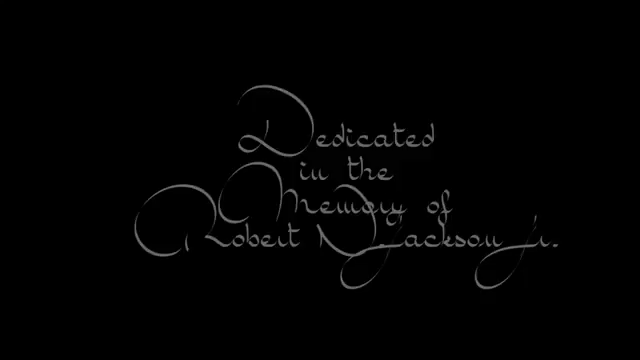 Dedicated
in the
Memory of
Robert D. Jackson Jr.